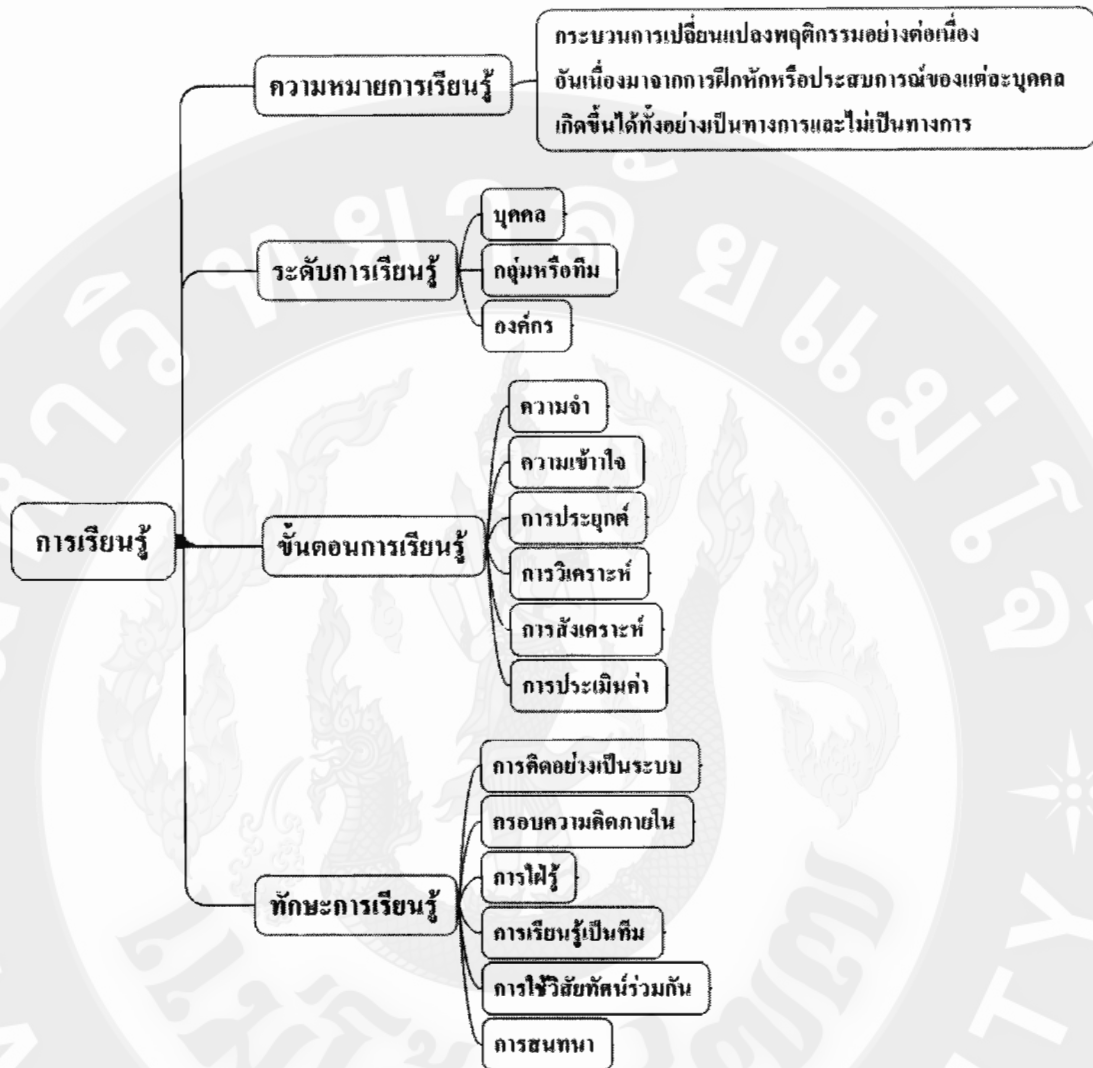 กระบวนการเปลี่ยนแปลงพฤติกรรมอย่างต่อเนื่อง
ความหมายการเรียนรู้
อันเนื่องมาจากการฝึกหักหรือประสบการณ์ของแต่ละบุคคล
เกิดขึ้นได้ทั้งอย่างเป็นทางการและไม่เป็นทางการ
บุคคล
ระดับการเรียนรู้
กลุ่มหรือทีม
องค์กร
ความจำ
ความเข้าาใจ
การประยุกต์
การเรียนรู้
ขั้นตอนการเรียนรู้
การวิเคราะห์
การสังเคราะห์
การประเมินค่า
การคิดอย่างเป็นระบบ
กรอบความคิดภายใน
การใฝ่รู้
ทักษะการเรียนรู้
การเรียนรู้เป็นทีม
การใช้วิสัยทัศน์ร่วมกัน
การสนทนา